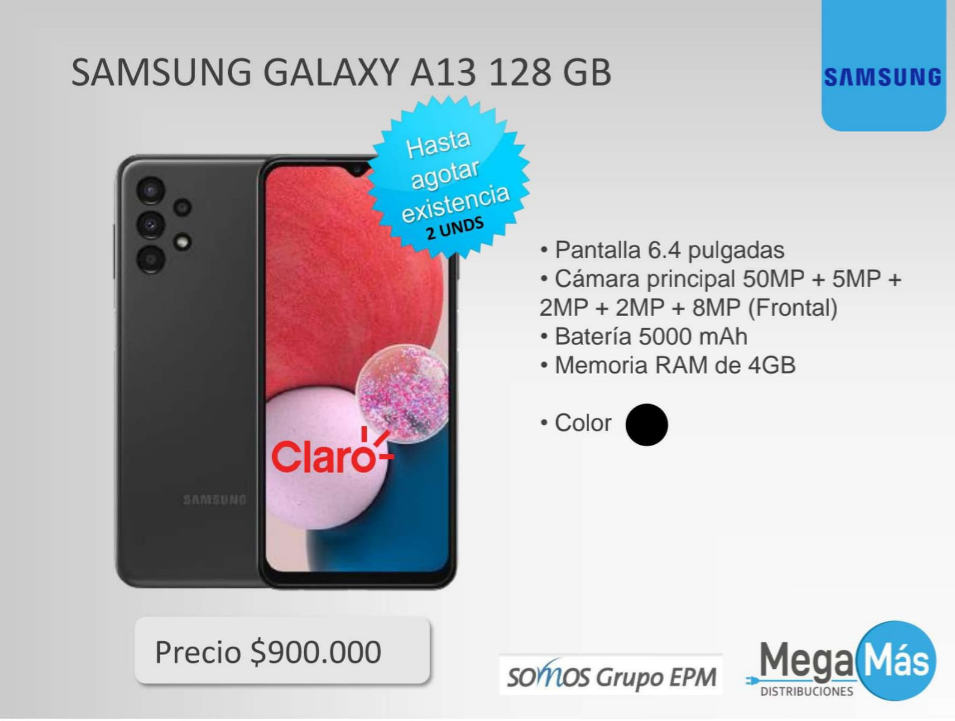 SAMSUNG GALAXY A13 128 GB
SAMSUNG
Hasta
agotar
existencia
2 UNDS
• Pantalla 6.4 pulgadas
• Cámara principal 50MP + 5MP +
2MP + 2MP + 8MP (Frontal)
• Batería 5000 mAh
• Memoria RAM de 4GB
• Color
Claro
SAMSUNG
Precio $900.000
somos Grupo EPM
Mega Más
DISTRIBUCIONES